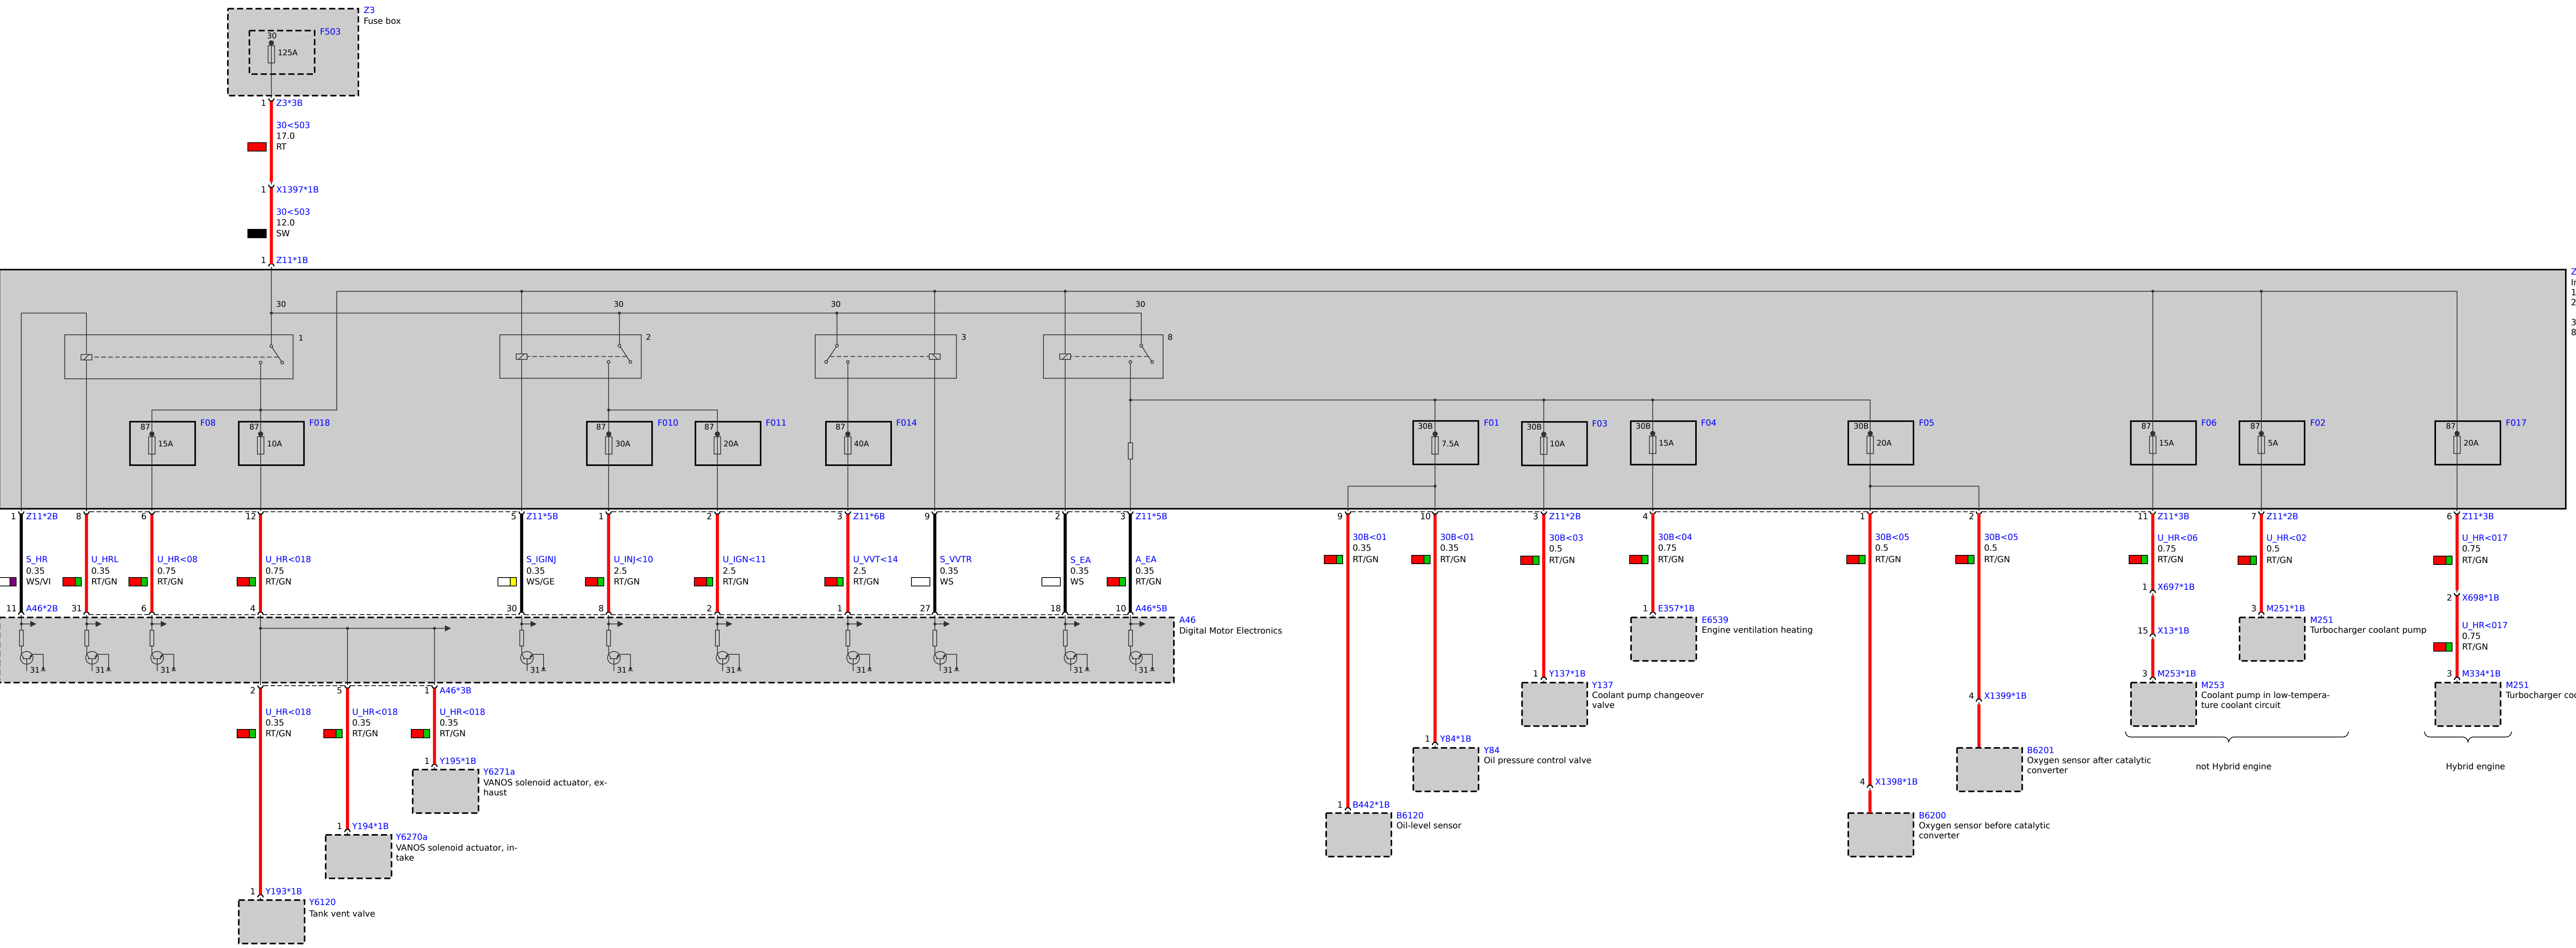 Z3
Fuse box
F503
30
125A
1
Z3*3B
30<503
17.0
RT
1
X1397*1B
30<503
12.0
SW
1
Z11*1B
30
30
30
30
1
2
3
8
87
15A
F08
87
10A
F018
87
30A
F010
87
20A
F011
87
40A
F014
30B
7.5A
F01
30B
10A
F03
30B
15A
F04
30B
20A
F05
87
15A
F06
87
5A
F02
87
20A
F017
1
Z11*2B
8
6
12
5
Z11*5B
1
2
3
Z11*6B
9
2
3
Z11*5B
9
10
3
Z11*2B
4
1
2
11
Z11*3B
7
Z11*2B
6
Z11*3B
S_HR
0.35
WS/VI
U_HRL
0.35
RT/GN
U_HR<08
0.75
RT/GN
U_HR<018
0.75
RT/GN
S_IGINJ
0.35
WS/GE
U_INJ<10
2.5
RT/GN
U_IGN<11
2.5
RT/GN
U_VVT<14
2.5
RT/GN
S_VVTR
0.35
WS
S_EA
0.35
WS
A_EA
0.35
RT/GN
30B<01
0.35
RT/GN
30B<01
0.35
RT/GN
30B<03
0.5
RT/GN
30B<04
0.75
RT/GN
30B<05
0.5
RT/GN
30B<05
0.5
RT/GN
U_HR<06
0.75
RT/GN
U_HR<02
0.5
RT/GN
U_HR<017
0.75
RT/GN
11
A46*2B
31
6
4
30
8
2
1
27
18
10
A46*5B
1
E357*1B
1
X697*1B
3
M251*1B
2
X698*1B
A46
Digital Motor Electronics
31
31
31
31
31
31
31
31
31
31
E6539
Engine ventilation heating
15
X13*1B
M251
Turbocharger coolant pump
U_HR<017
0.75
RT/GN
1
Y137*1B
3
M253*1B
3
M334*1B
2
5
1
A46*3B
U_HR<018
0.35
RT/GN
U_HR<018
0.35
RT/GN
U_HR<018
0.35
RT/GN
Y137
Coolant pump changeover
valve
4
X1399*1B
M253
Coolant pump in low-tempera-
ture coolant circuit
M251
Turbocharger coo
1
Y84*1B
Y84
Oil pressure control valve
B6201
Oxygen sensor after catalytic
converter
not Hybrid engine
Hybrid engine
1
Y195*1B
Y6271a
VANOS solenoid actuator, ex-
haust
4
X1398*1B
1
B442*1B
B6120
Oil-level sensor
B6200
Oxygen sensor before catalytic
converter
1
Y194*1B
Y6270a
VANOS solenoid actuator, in-
take
1
Y193*1B
Y6120
Tank vent valve